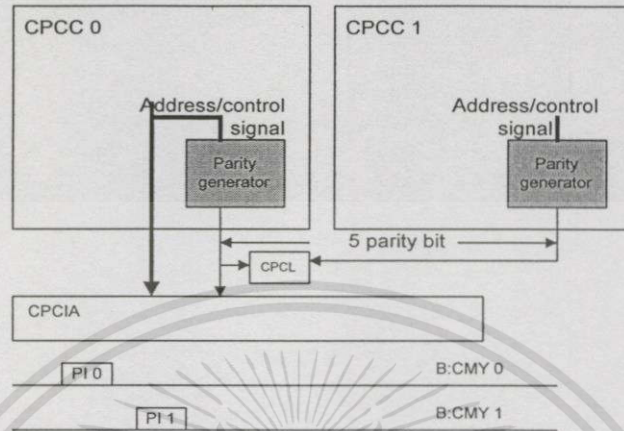 CPCC 0
CPCC 1
Address/control
signal
Address/control
signal
Parity
generator
Parity
generator
5 parity bit
CPCL
CPCIA
PI 0
B:CMY 0
PI 1
B:CMY 1